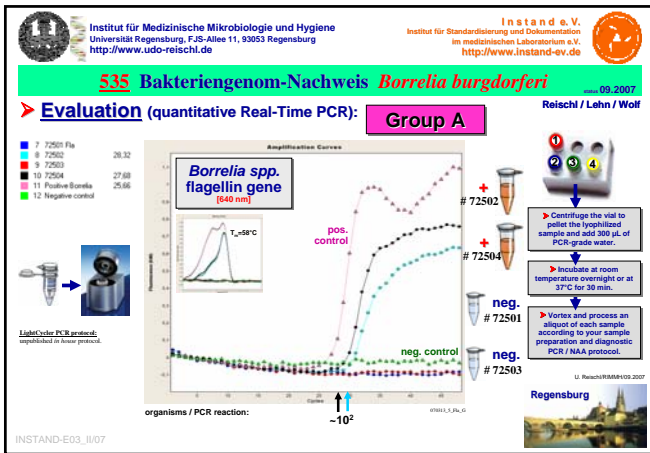 Institut für Medizinische Mikrobiologie und Hygiene
Universität Regensburg, FJS-Allee 11, 93053 Regensburg
http://www.udo-reischl.de
Instand e.V.
Institut für Standardisierung und Dokumentation
im medizinischen Laboratorium e.V.
http://www.instand-ev.de
535 Bakteriengenom-Nachweis Borrelia burgdorferi
status 09.2007
Evaluation (quantitative Real-Time PCR):
Group A
Reischl / Lehn / Wolf
7 72501 Fla
8 72502 28,32
9 72503
10 72504 27,68
11 Positive Borrelia 25,66
12 Negative control
LightCycler PCR protocol:
unpublished in house protocol.
Amplification Curves
Borrelia spp.
flagellin gene
[640 nm]
Tm=58°C
pos.
control
neg. control
Cycles
organisms / PCR reaction:
~10²
+
# 72502
+
# 72504
neg.
# 72501
neg.
# 72503
1
2
3
4
Centrifuge the vial to
pellet the lyophilized
sample and add 300 µL of
PCR-grade water.
Incubate at room
temperature overnight or at
37°C for 30 min.
Vortex and process an
aliquot of each sample
according to your sample
preparation and diagnostic
PCR / NAA protocol.
U. Reischl/RIMMH/09.2007
Regensburg
INSTAND-E03_II/07